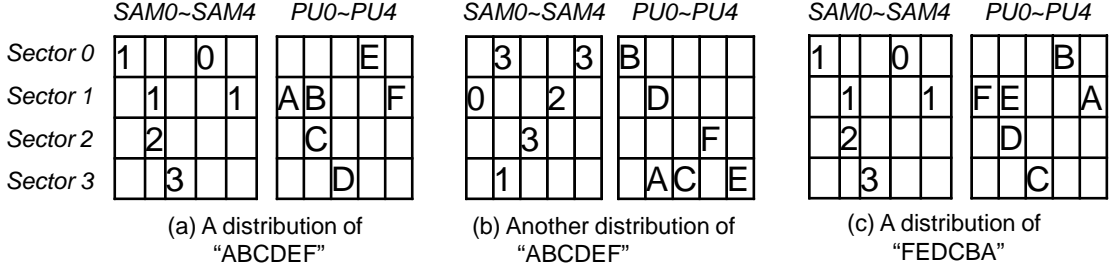 SAM0~SAM4 PU0~PU4 SAM0~SAM4 PU0~PU4 SAM0~SAM4 PU0~PU4
Sector 0 1 0 E 3 3 B 1 0 B
Sector 1 1 1 A B F 0 2 D 1 1 F E A
Sector 2 2 C 3 F 2 D
Sector 3 3 D 1 A C E 3 C
(a) A distribution of (b) Another distribution of (c) A distribution of
“ABCDEF” “ABCDEF” “FEDCBA”